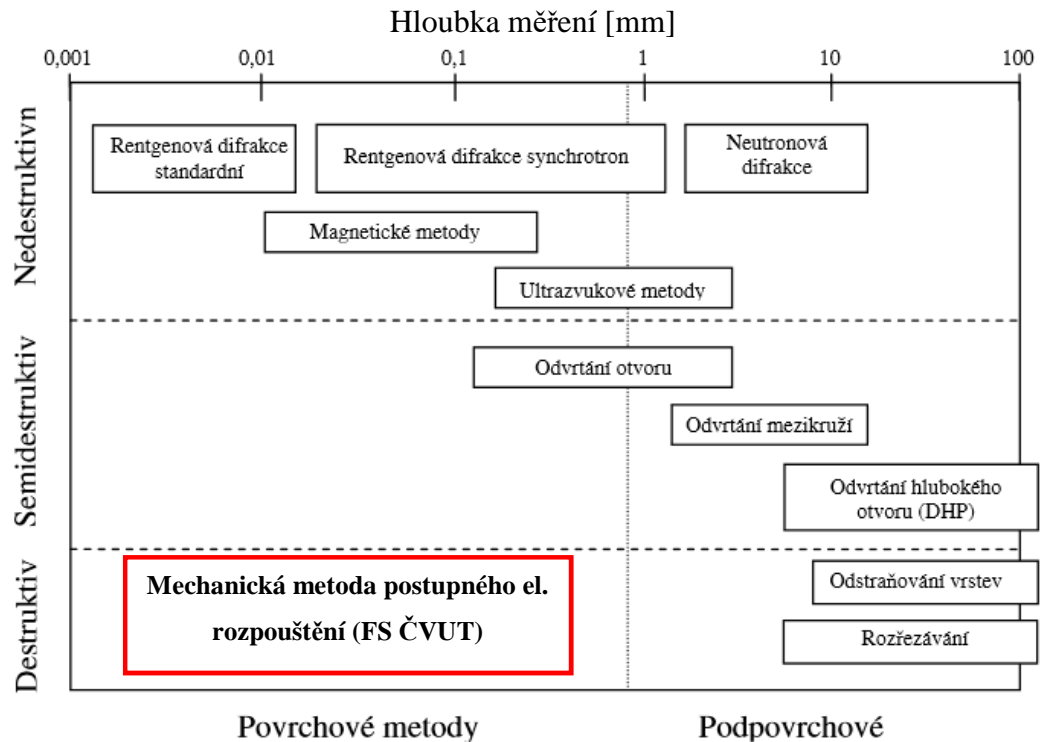 Hloubka měření [mm]
0,001 0,01 0,1 1 10 100
Nedestruktivn
Rentgenová difrakce
standardní
Rentgenová difrakce synchrotron
Neutronová
difrakce
Magnetické metody
Ultrazvukové metody
Semidestruktiv
Odvrtání otvoru
Odvrtání mezikruží
Odvrtání hlubokého
otvoru (DHP)
Destruktiv
Mechanická metoda postupného el.
rozpouštění (FS ČVUT)
Odstraňování vrstev
Rozřezávání
Povrchové metody
Podpovrchové